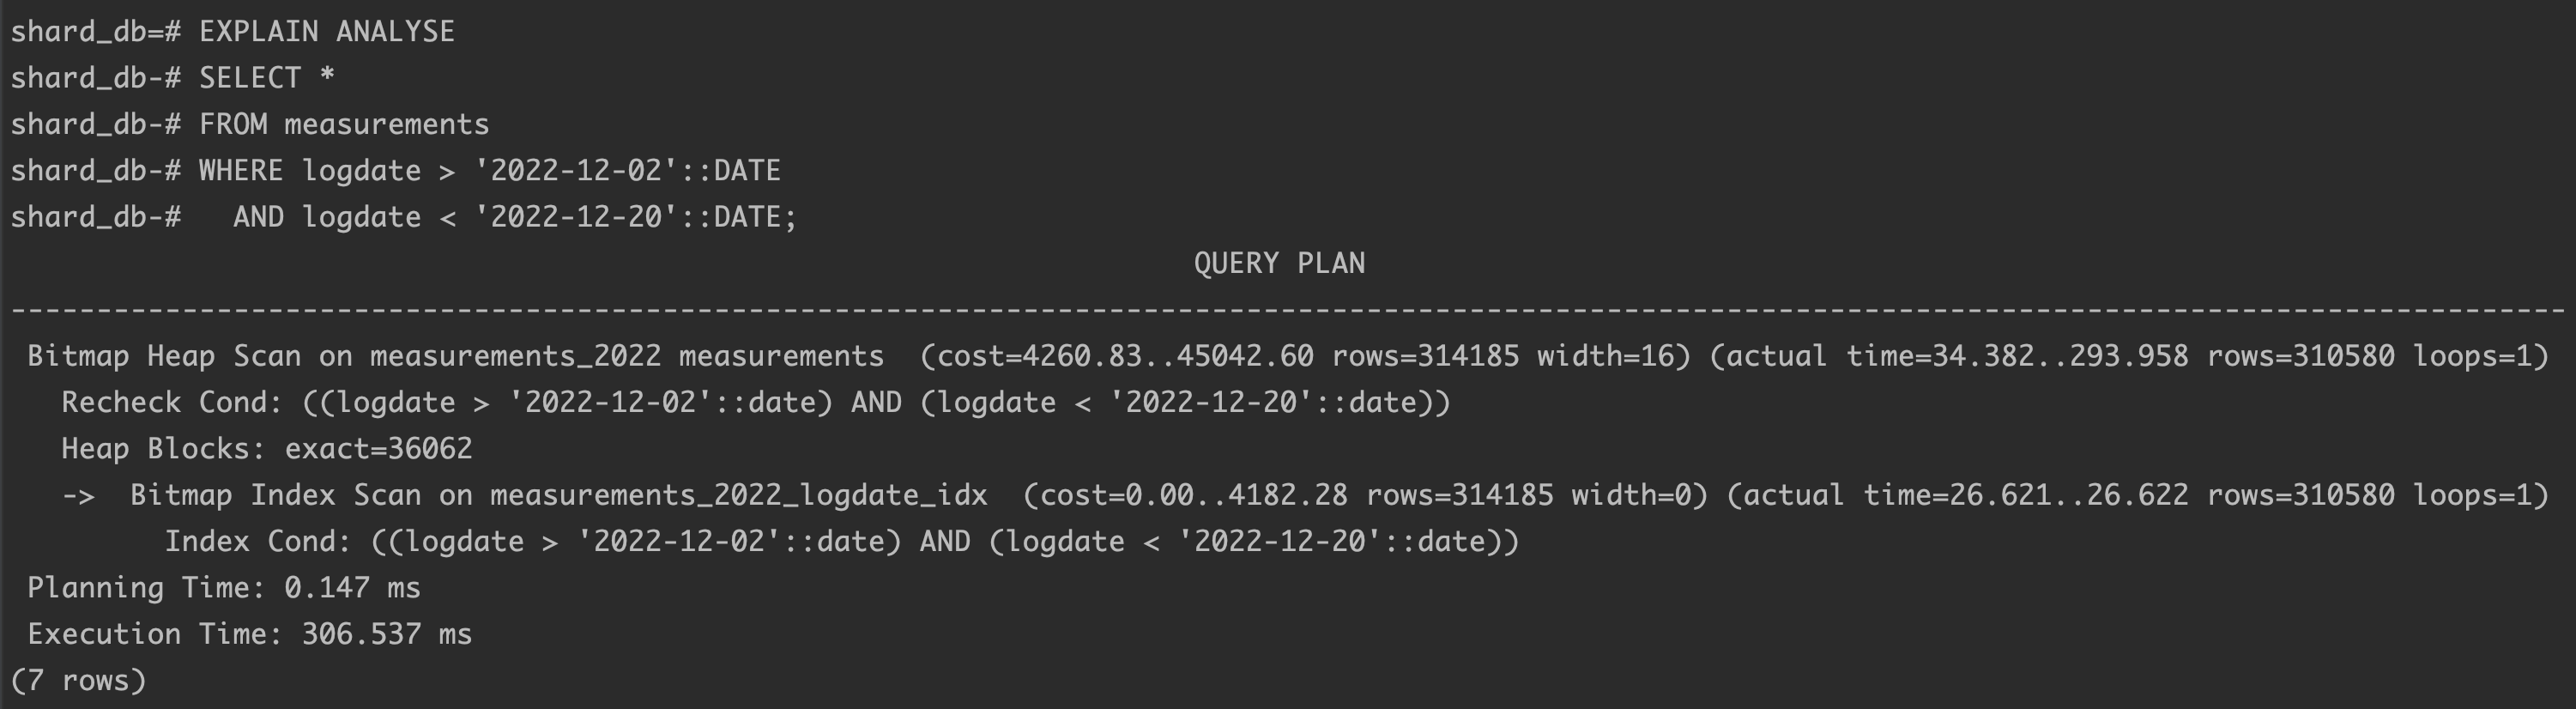 shard_db=# EXPLAIN ANALYSE
shard_db-# SELECT *
shard_db-# FROM measurements
shard_db-# WHERE logdate > '2022-12-02'::DATE
shard_db-#   AND logdate < '2022-12-20'::DATE;
QUERY PLAN
-----------------------------------------------------------------------------------------------------------------------------------------------------
 Bitmap Heap Scan on measurements_2022 measurements  (cost=4260.83..45042.60 rows=314185 width=16) (actual time=34.382..293.958 rows=310580 loops=1)
   Recheck Cond: ((logdate > '2022-12-02'::date) AND (logdate < '2022-12-20'::date))
   Heap Blocks: exact=36062
   ->  Bitmap Index Scan on measurements_2022_logdate_idx  (cost=0.00..4182.28 rows=314185 width=0) (actual time=26.621..26.622 rows=310580 loops=1)
         Index Cond: ((logdate > '2022-12-02'::date) AND (logdate < '2022-12-20'::date))
 Planning Time: 0.147 ms
 Execution Time: 306.537 ms
(7 rows)